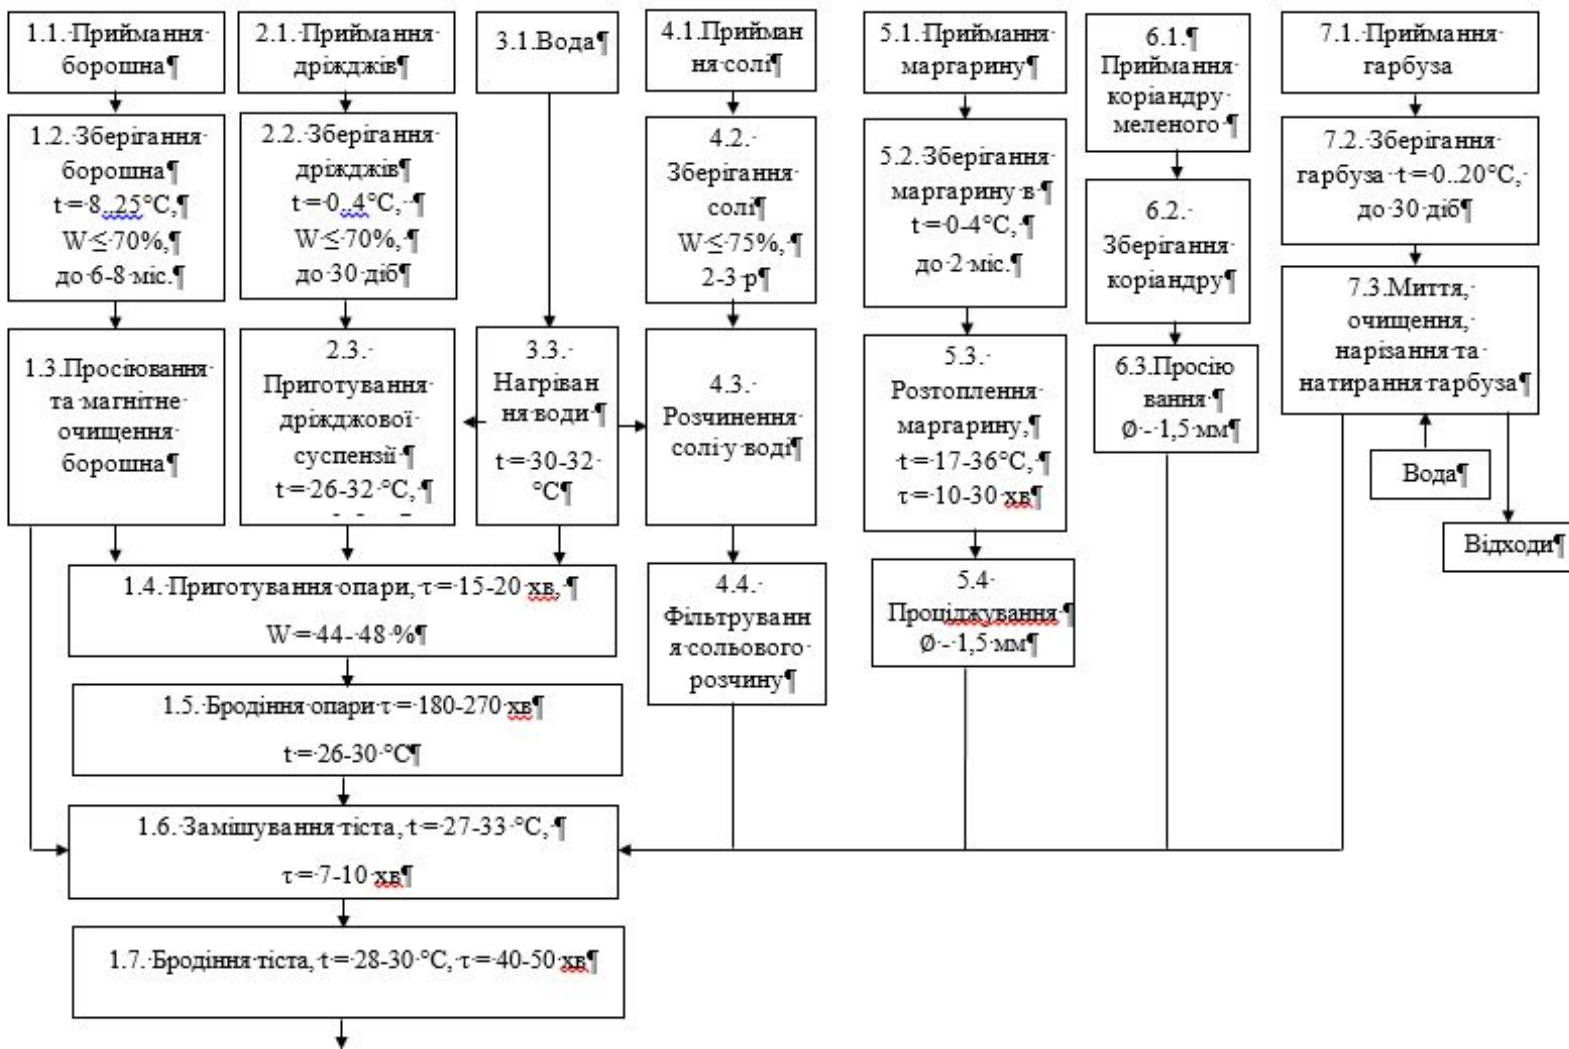 1.1. Приймання
борошна¶
2.1. Приймання
дріжджів¶
3.1.Вода¶
4.1.Прийман
ня солі¶
5.1.Приймання
маргарину¶
6.1.¶
Приймання
коріандру
меленого ¶
7.1. Приймання
гарбуза
1.2. Зберігання
борошна¶
t = 8..25°C,¶
W ≤ 70%,¶
до 6-8 міс.¶
2.2. Зберігання
дріжджів¶
t = 0..4°C, ¶
W ≤ 70%, ¶
до 30 діб¶
4.2.
Зберігання
солі¶
W ≤ 75%, ¶
2-3 р¶
5.2.Зберігання
маргарину в
t = 0-4°C, ¶
до 2 міс.¶
6.2.
Зберігання
коріандру¶
7.2. Зберігання
гарбуза t = 0..20°C,
до 30 діб¶
1.3.Просіювання
та магнітне
очищення
борошна¶
2.3.
Приготування
дріжджової
суспензії ¶
t = 26-32 °C, ¶
3.3.
Нагріван
ня води ¶
t = 30-32
°C¶
4.3.
Розчинення
солі у воді¶
5.3.
Розтоплення
маргарину,¶
t = 17-36°C, ¶
τ = 10-30 хв¶
6.3.Просію
вання ¶
Ø - 1,5 мм¶
7.3.Миття,
очищення,
нарізання та
натирання гарбуза¶
Вода¶
Відходи¶
1.4. Приготування опари, τ = 15-20 хв, ¶
W = 44- 48 %¶
4.4.
Фільтруванн
я сольового
розчину¶
5.4
Проціджування ¶
Ø - 1,5 мм¶
1.5. Бродіння опари τ = 180-270 хв¶
t = 26-30 °C¶
1.6. Замішування тіста, t = 27-33 °C, ¶
τ = 7-10 хв¶
1.7. Бродіння тіста, t = 28-30 °C, τ = 40-50 хв¶